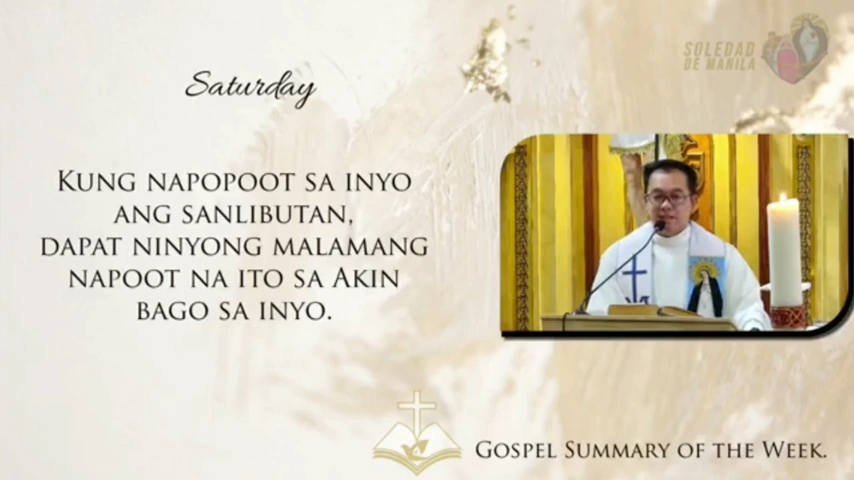 SOLEDAD
DE MANILA
Saturday
KUNG NAPOPOOT SA INYO
ANG SANLIBUTAN,
DAPAT NINYONG MALAMANG
NAPOOT NA ITO SA AKIN
BAGO SA INYO.
GOSPEL SUMMARY OF THE WEEK.